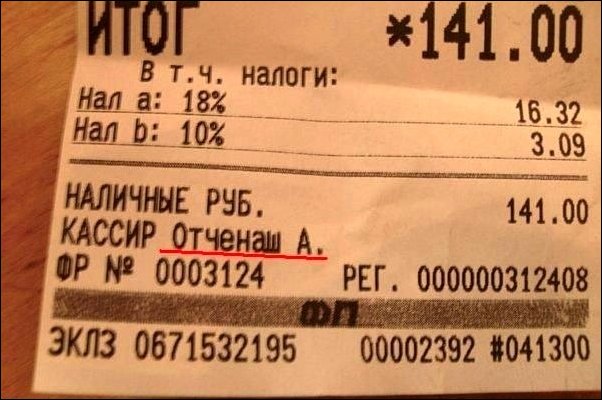 ИТОГ *141.00
В т.ч. налоги:
Нал a: 18% 16.32
Нал b: 10% 3.09
НАЛИЧНЫЕ РУБ. 141.00
КАССИР Отченаш А.
ФР № 0003124 РЕГ. 000000312408
ФП
ЭКЛЗ 0671532195 00002392 #041300